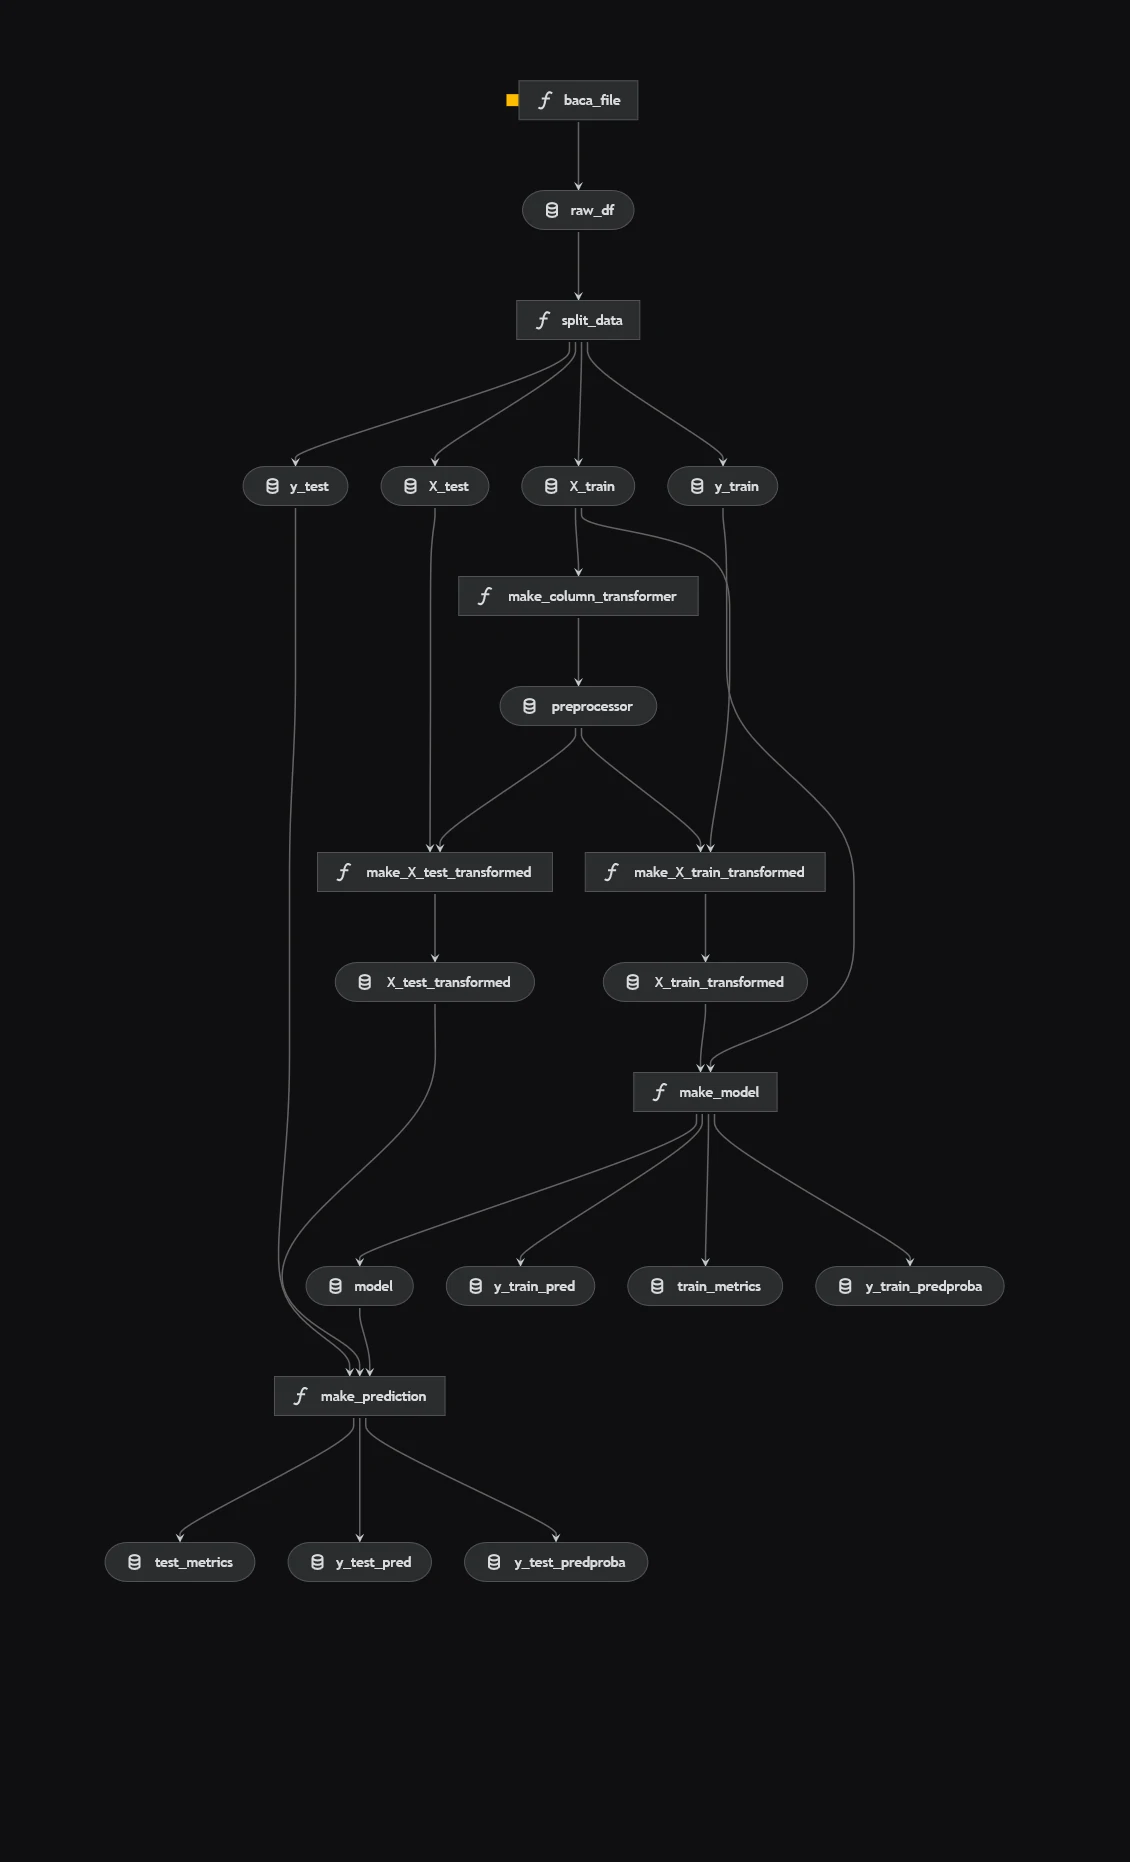 baca_file
raw_df
split_data
y_test
X_test
X_train
y_train
make_column_transformer
preprocessor
make_X_test_transformed
make_X_train_transformed
X_test_transformed
X_train_transformed
make_model
model
y_train_pred
train_metrics
y_train_predproba
make_prediction
test_metrics
y_test_pred
y_test_predproba